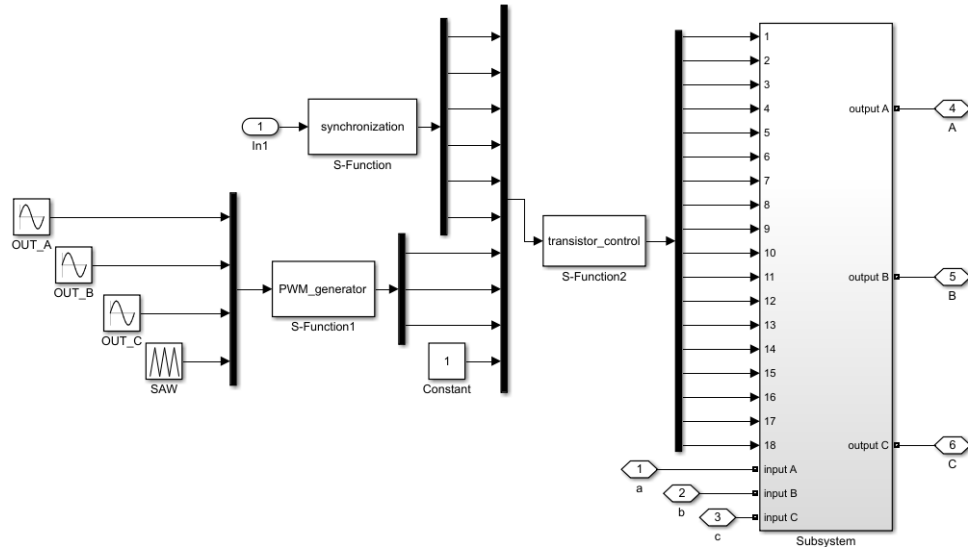 1
In1
synchronization
S-Function
OUT_A
OUT_B
OUT_C
SAW
PWM_generator
S-Function1
1
Constant
transistor_control
S-Function2
1
2
3
4
5
6
7
8
9
10
11
12
13
14
15
16
17
18
input A
input B
input C
output A
output B
output C
Subsystem
1
a
2
b
3
c
4
A
5
B
6
C